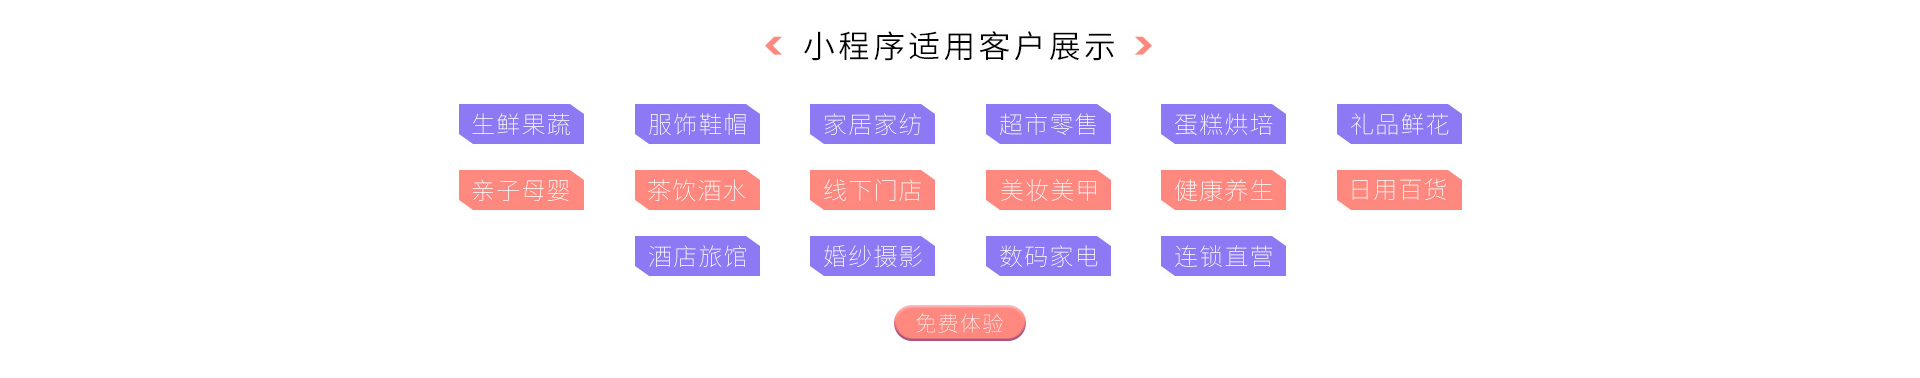 小程序适用客户展示
生鲜果蔬 服饰鞋帽 家居家纺 超市零售 蛋糕烘培 礼品鲜花
亲子母婴 茶饮酒水 线下门店 美妆美甲 健康养生 日用百货
酒店旅馆 婚纱摄影 数码家电 连锁直营
免费体验